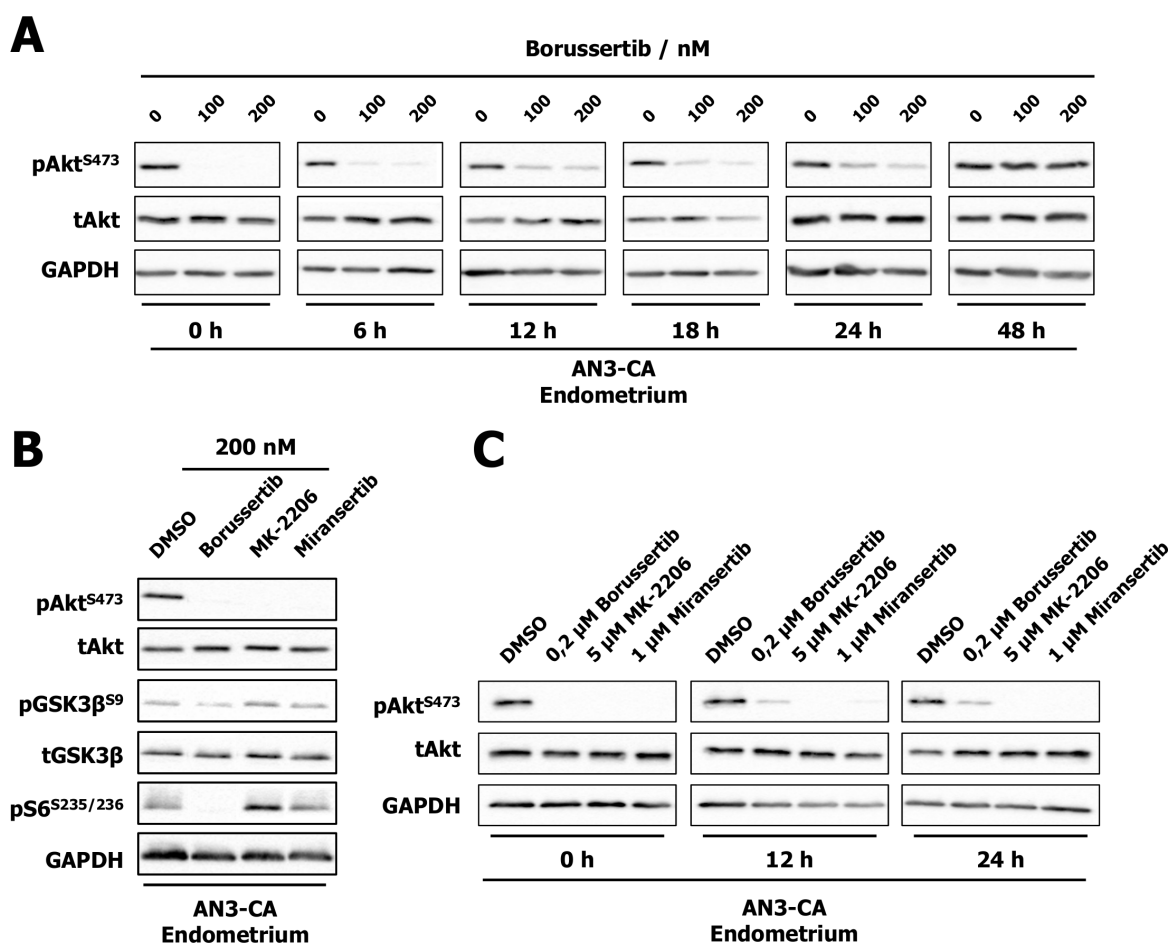 A
Borussertib / nM
0 100 200 0 100 200 0 100 200 0 100 200 0 100 200 0 100 200
pAktS473
tAkt
GAPDH
0 h 6 h 12 h 18 h 24 h 48 h
AN3-CA
Endometrium
B
200 nM
DMSO Borussertib MK-2206 Miransertib
pAktS473
tAkt
pGSK3βS9
tGSK3β
pS6S235/236
GAPDH
AN3-CA
Endometrium
C
DMSO 0,2 µM Borussertib 5 µM MK-2206 1 µM Miransertib DMSO 0,2 µM Borussertib 5 µM MK-2206 1 µM Miransertib DMSO 0,2 µM Borussertib 5 µM MK-2206 1 µM Miransertib
pAktS473
tAkt
GAPDH
0 h 12 h 24 h
AN3-CA
Endometrium